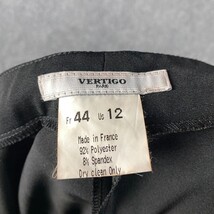 VERTIGO
PARIS
Fr 44 Us 12
Made in France
92% Polyester
8% Spandex
Dry clean Only